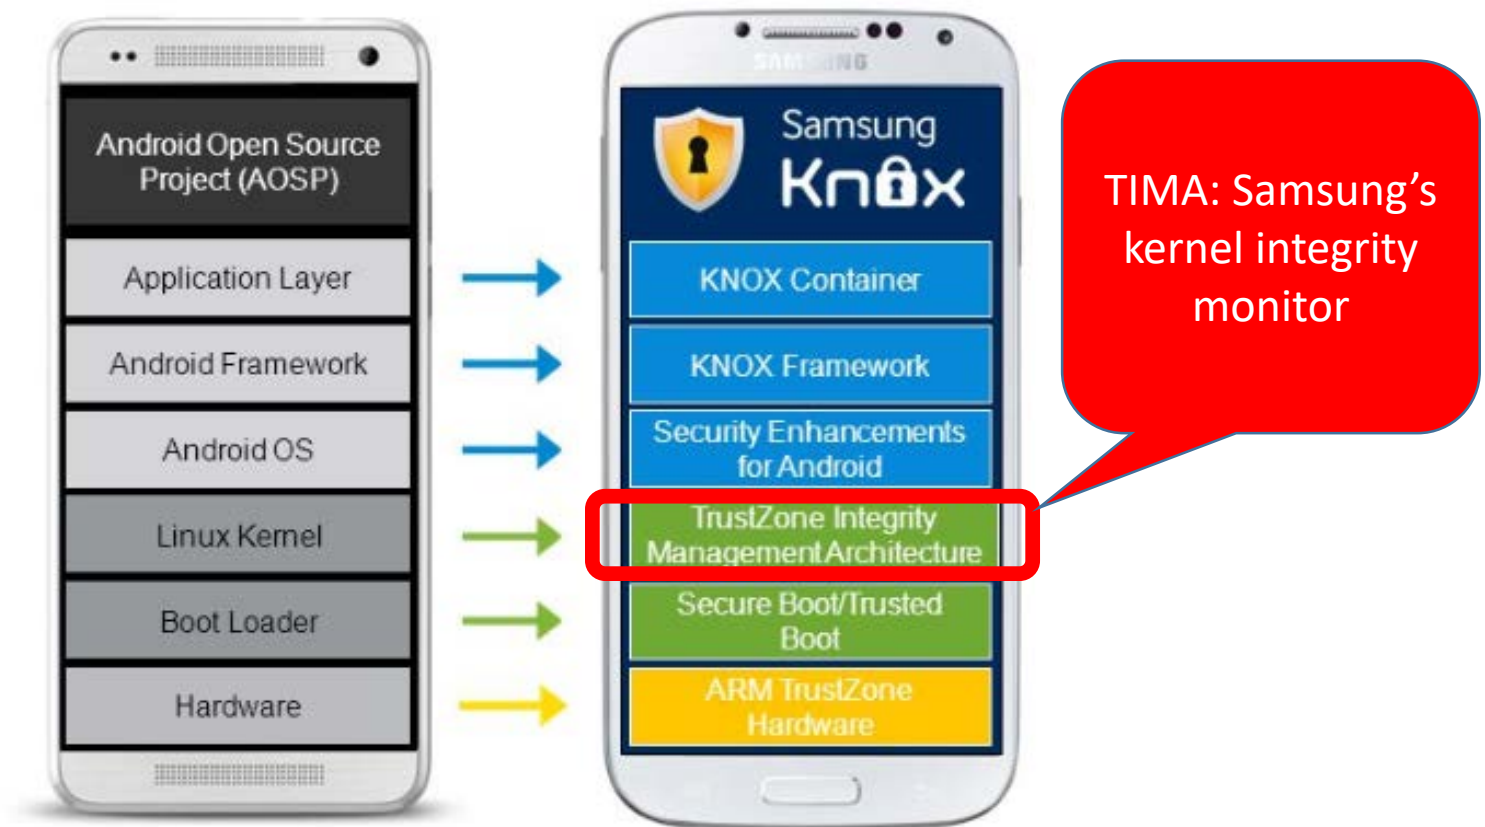 Android Open Source
Project (AOSP)
Application Layer
Android Framework
Android OS
Linux Kernel
Boot Loader
Hardware
SAMSUNG
Samsung
Knox
KNOX Container
KNOX Framework
Security Enhancements
for Android
TrustZone Integrity
Management Architecture
Secure Boot/Trusted
Boot
ARM TrustZone
Hardware
TIMA: Samsung’s
kernel integrity
monitor